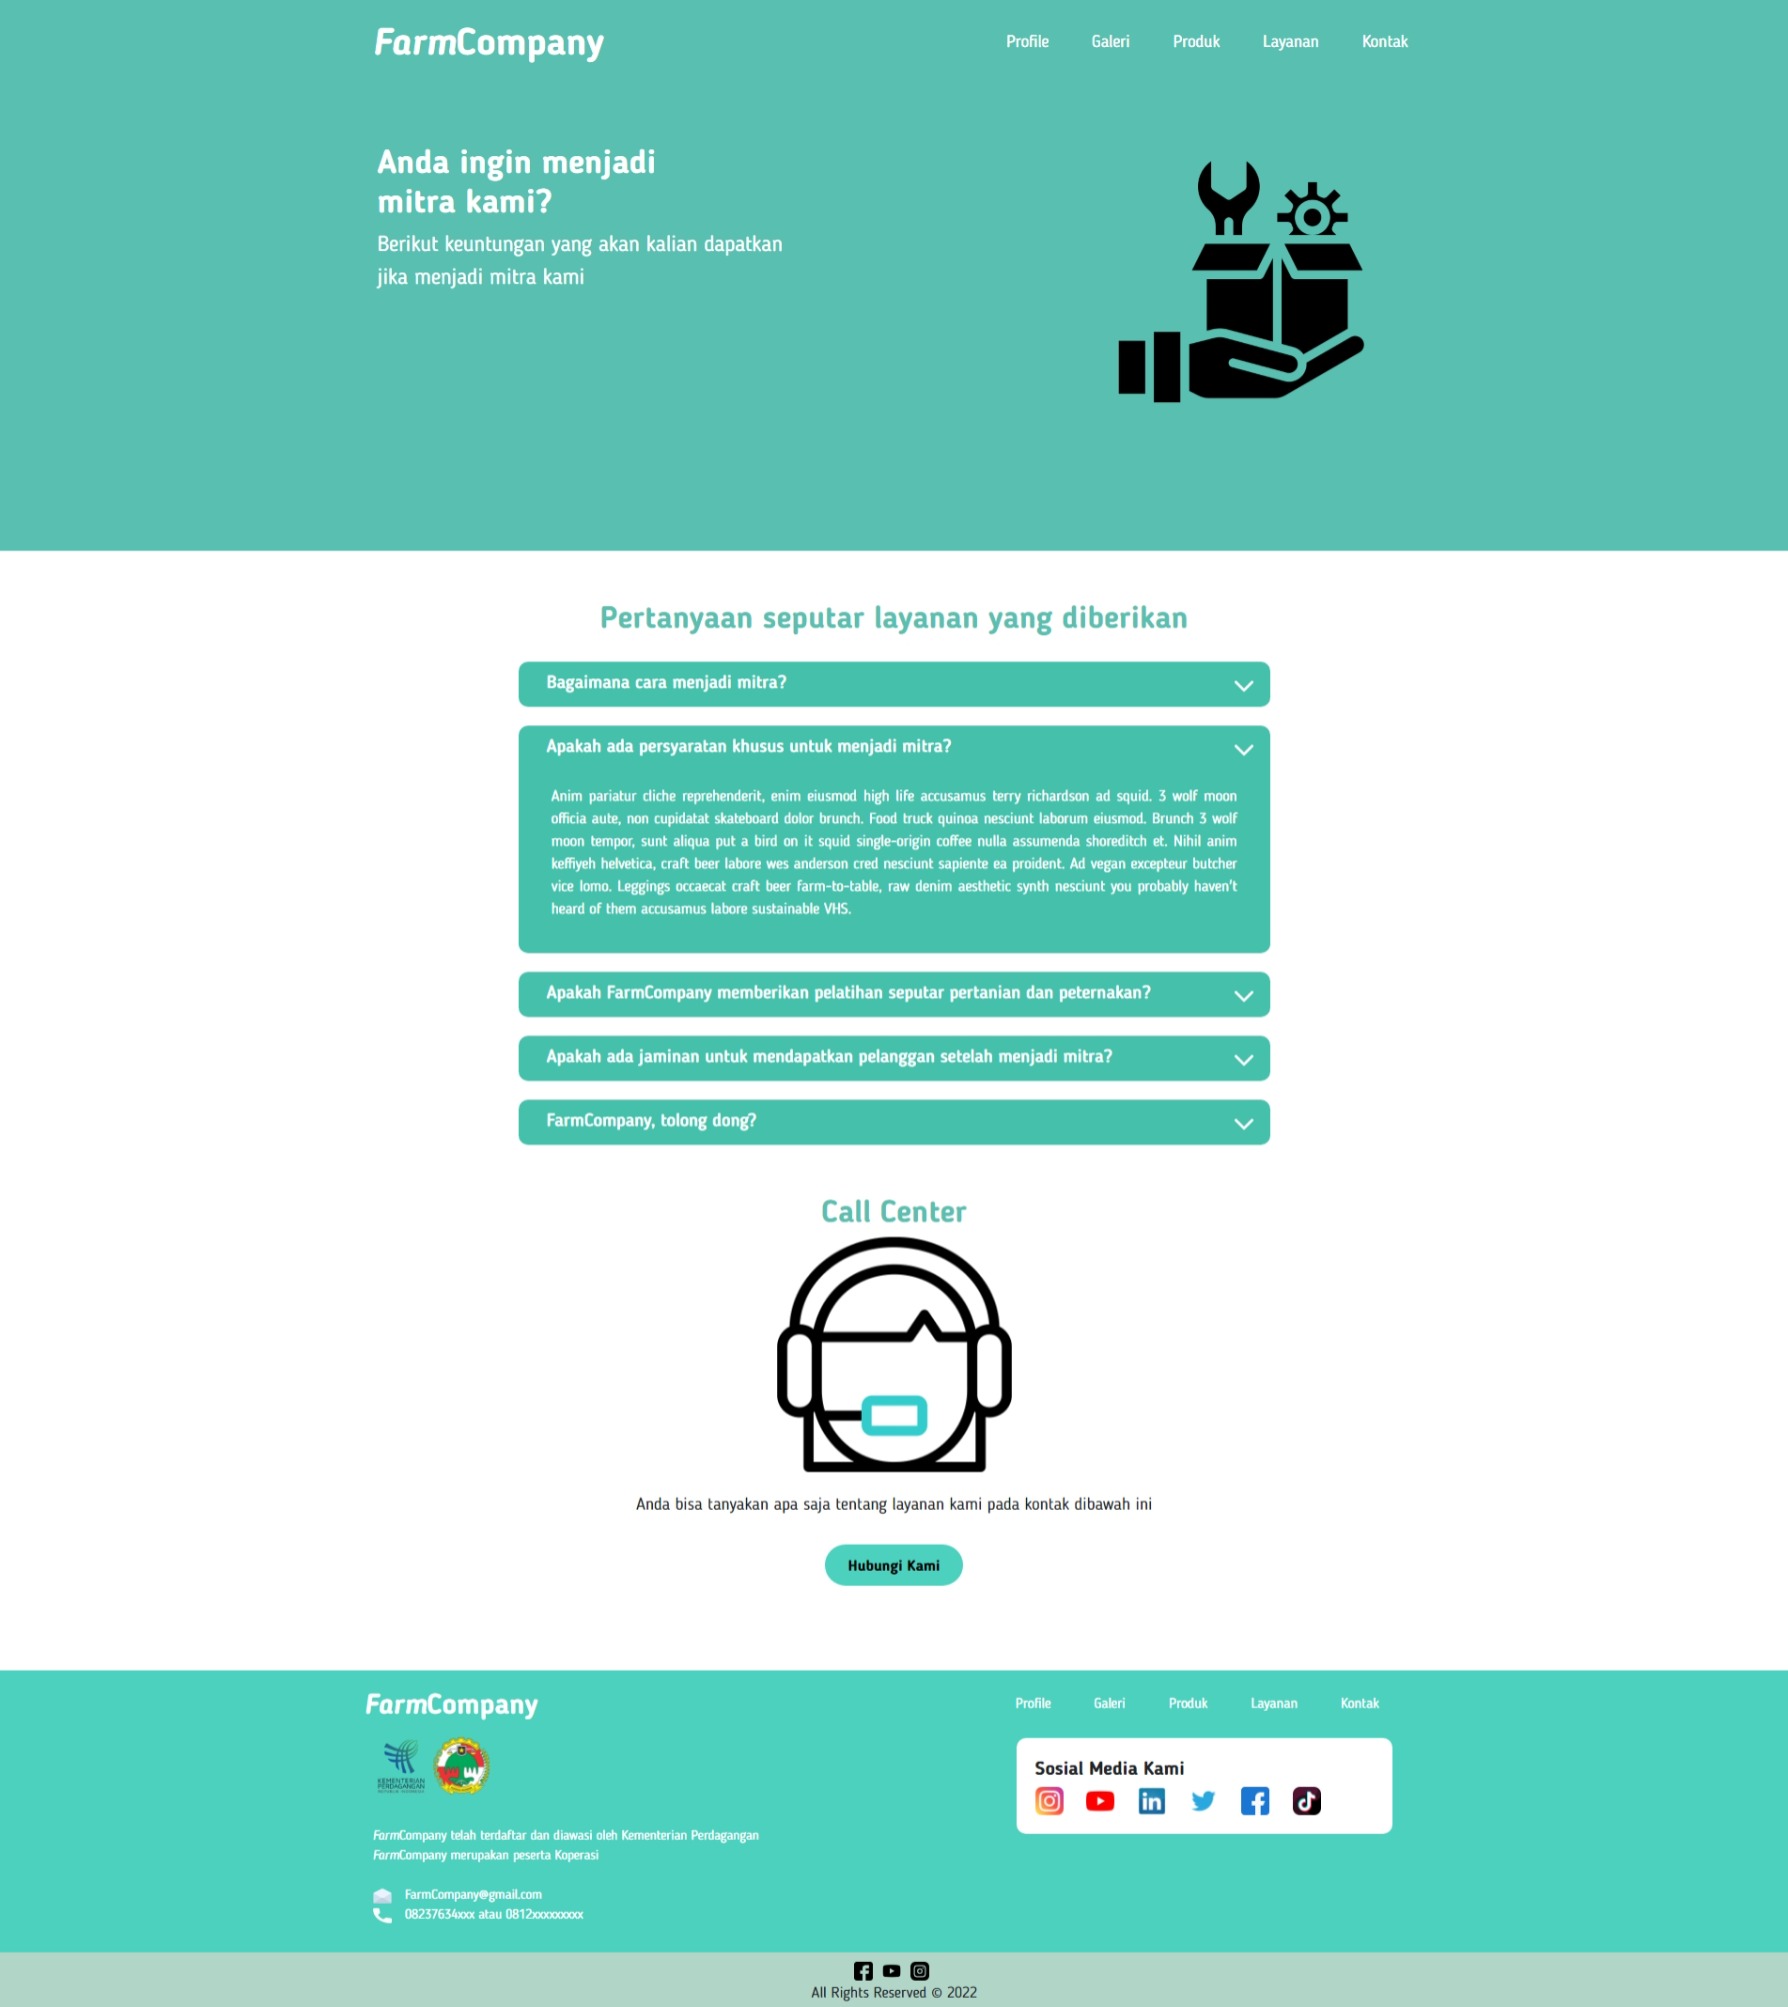 FarmCompany
Profile Galeri Produk Layanan Kontak
Anda ingin menjadi
mitra kami?
Berikut keuntungan yang akan kalian dapatkan
jika menjadi mitra kami
Pertanyaan seputar layanan yang diberikan
Bagaimana cara menjadi mitra?
Apakah ada persyaratan khusus untuk menjadi mitra?
Anim pariatur cliche reprehenderit, enim eiusmod high life accusamus terry richardson ad squid. 3 wolf moon
officia aute, non cupidatat skateboard dolor brunch. Food truck quinoa nesciunt laborum eiusmod. Brunch 3 wolf
moon tempor, sunt aliqua put a bird on it squid single-origin coffee nulla assumenda shoreditch et. Nihil anim
keffiyeh helvetica, craft beer labore wes anderson cred nesciunt sapiente ea proident. Ad vegan excepteur butcher
vice lomo. Leggings occaecat craft beer farm-to-table, raw denim aesthetic synth nesciunt you probably haven't
heard of them accusamus labore sustainable VHS.
Apakah FarmCompany memberikan pelatihan seputar pertanian dan peternakan?
Apakah ada jaminan untuk mendapatkan pelanggan setelah menjadi mitra?
FarmCompany, tolong dong?
Call Center
Anda bisa tanyakan apa saja tentang layanan kami pada kontak dibawah ini
Hubungi Kami
FarmCompany
KEMENTERIAN
PERDAGANGAN
REPUBLIK INDONESIA
FarmCompany telah terdaftar dan diawasi oleh Kementerian Perdagangan
FarmCompany merupakan peserta Koperasi
FarmCompany@gmail.com
08237634xxx atau 0812xxxxxxxxx
Profile Galeri Produk Layanan Kontak
Sosial Media Kami
All Rights Reserved © 2022